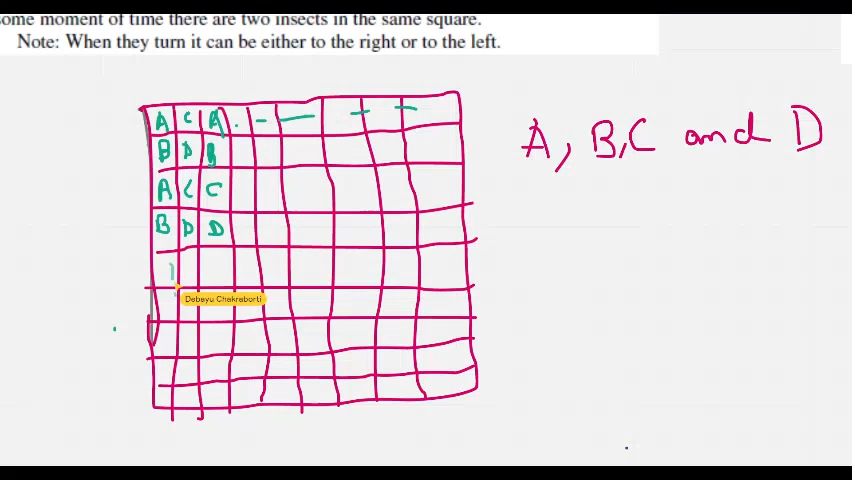 some moment of time there are two insects in the same square.
Note: When they turn it can be either to the right or to the left.
A C A . - — - -
B D B
A C C
B D D
A, B, C and D
Debayu Chakraborti